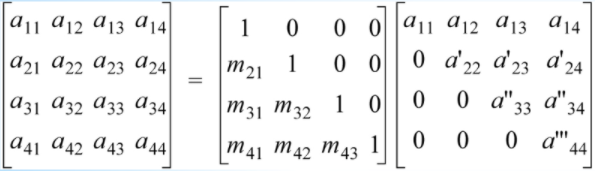 a11 a12 a13 a14   1 0 0 0   a11 a12 a13 a14
a21 a22 a23 a24 = m21 1 0 0   0 a'22 a'23 a'24
a31 a32 a33 a34   m31 m32 1 0   0 0 a"33 a"34
a41 a42 a43 a44   m41 m42 m43 1   0 0 0 a'"44